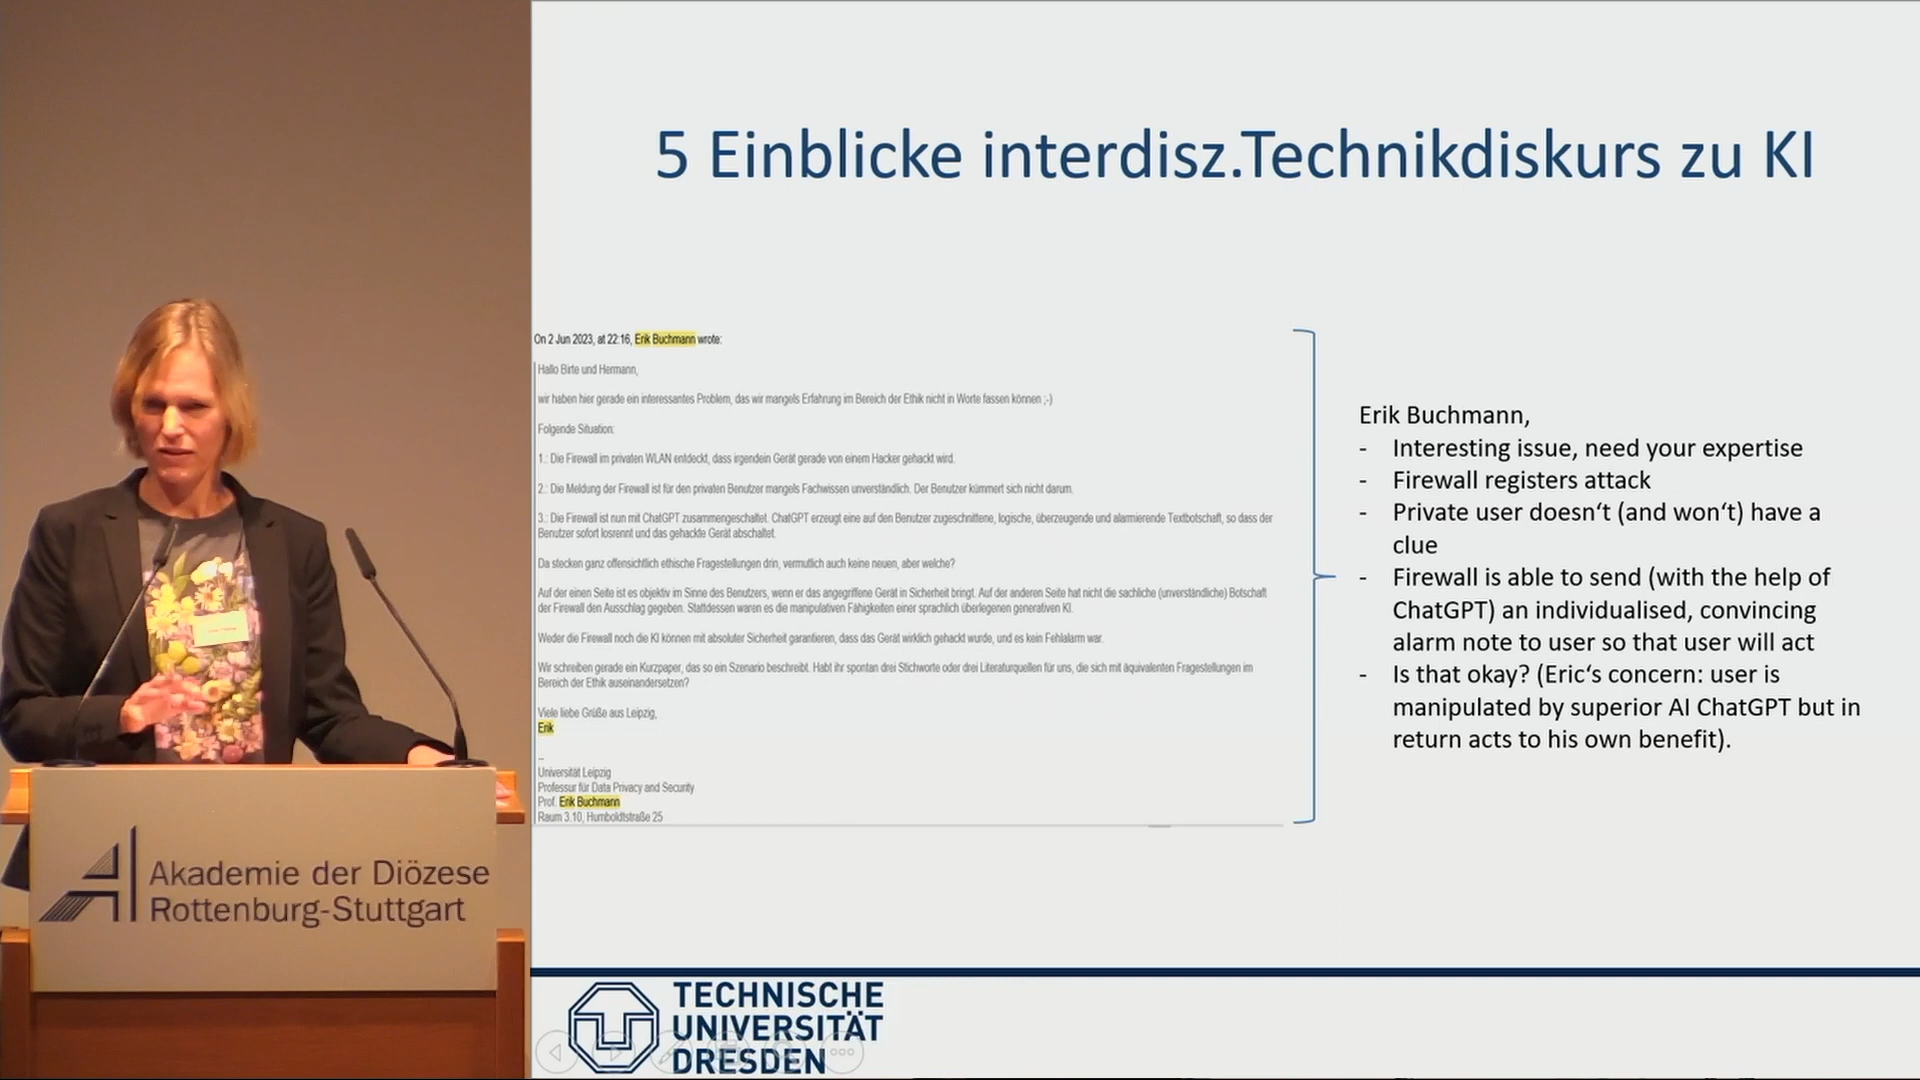 5 Einblicke interdisz.Technikdiskurs zu KI
On 2 Jun 2023, at 22:16, Erik Buchmann wrote:
Hallo Birte und Hermann,
wir haben hier gerade ein interessantes Problem, das wir mangels Erfahrung im Bereich der Ethik nicht in Worte fassen können ;-)
Folgende Situation:
1.: Die Firewall im privaten WLAN entdeckt, dass irgendein Gerät gerade von einem Hacker gehackt wird.
2.: Die Meldung der Firewall ist für den privaten Benutzer mangels Fachwissen unverständlich. Der Benutzer kümmert sich nicht darum.
3.: Die Firewall ist nun mit ChatGPT zusammengeschaltet. ChatGPT erzeugt eine auf den Benutzer zugeschnittene, logische, überzeugende und alarmierende Textbotschaft, so dass der
Benutzer sofort losrennt und das gehackte Gerät abschaltet.
Da stecken ganz offensichtlich ethische Fragestellungen drin, vermutlich auch keine neuen, aber welche?
Auf der einen Seite ist es objektiv im Sinne des Benutzers, wenn er das angegriffene Gerät in Sicherheit bringt. Auf der anderen Seite hat nicht die sachliche (unverständliche) Botschaft
der Firewall den Ausschlag gegeben. Stattdessen waren es die manipulativen Fähigkeiten einer sprachlich überlegenen generativen KI.
Weder die Firewall noch die KI können mit absoluter Sicherheit garantieren, dass das Gerät wirklich gehackt wurde, und es kein Fehlalarm war.
Wir schreiben gerade ein Kurzpaper, das so ein Szenario beschreibt. Habt ihr spontan drei Stichworte oder drei Literaturquellen für uns, die sich mit äquivalenten Fragestellungen im
Bereich der Ethik auseinandersetzen?
Viele liebe Grüße aus Leipzig,
Erik
--
Universität Leipzig
Professur für Data Privacy and Security
Prof. Erik Buchmann
Raum 3.10, Humboldtstraße 25
Erik Buchmann,
- Interesting issue, need your expertise
- Firewall registers attack
- Private user doesn‘t (and won‘t) have a
clue
- Firewall is able to send (with the help of
ChatGPT) an individualised, convincing
alarm note to user so that user will act
- Is that okay? (Eric‘s concern: user is
manipulated by superior AI ChatGPT but in
return acts to his own benefit).
Akademie der Diözese
Rottenburg-Stuttgart
TECHNISCHE
UNIVERSITÄT
DRESDEN